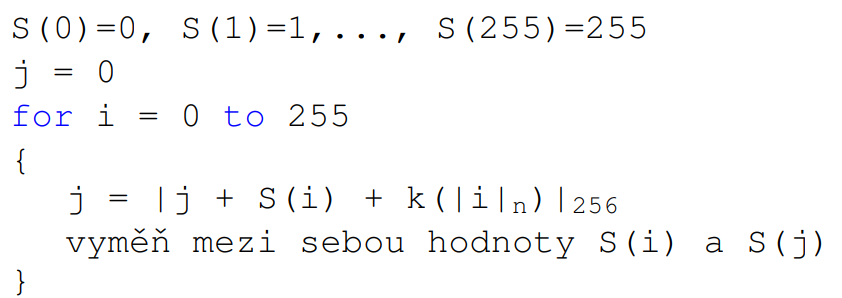 S(0)=0, S(1)=1,..., S(255)=255
j = 0
for i = 0 to 255
{
j = |j + S(i) + k(|i|n)|256
vyměň mezi sebou hodnoty S(i) a S(j)
}